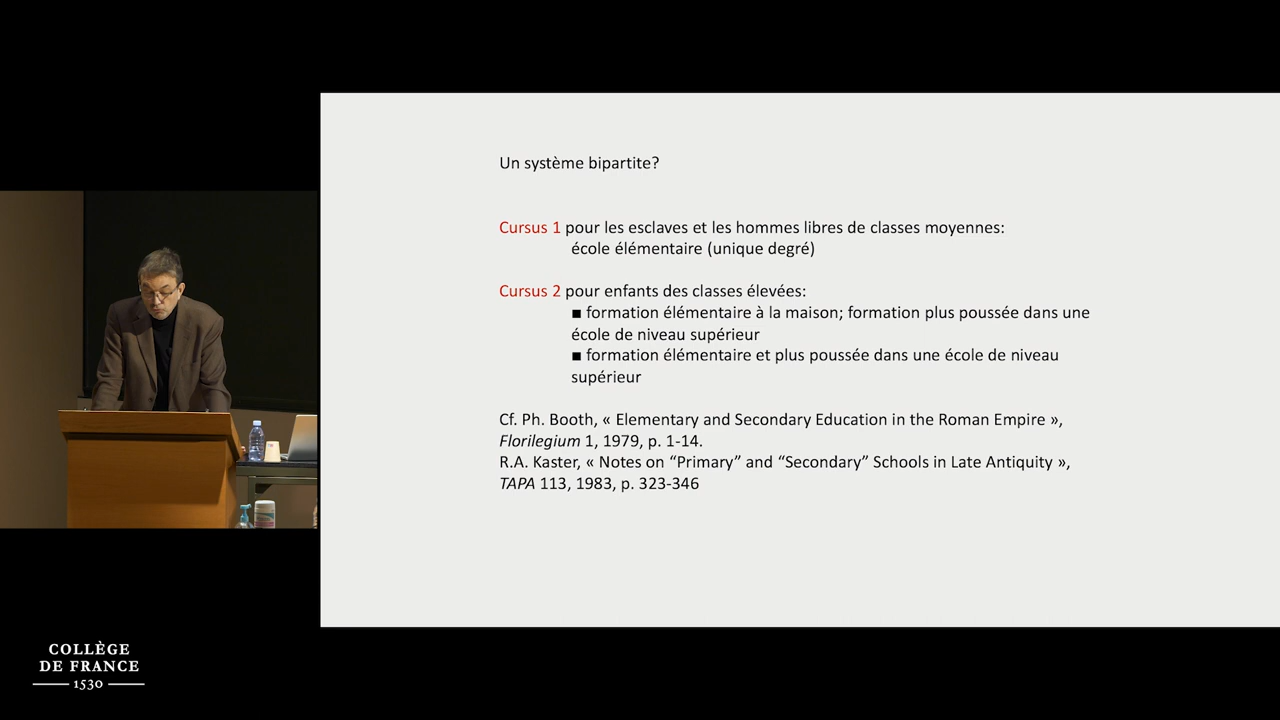 Un système bipartite?
Cursus 1 pour les esclaves et les hommes libres de classes moyennes:
école élémentaire (unique degré)
Cursus 2 pour enfants des classes élevées:
■ formation élémentaire à la maison; formation plus poussée dans une
école de niveau supérieur
■ formation élémentaire et plus poussée dans une école de niveau
supérieur
Cf. Ph. Booth, « Elementary and Secondary Education in the Roman Empire »,
Florilegium 1, 1979, p. 1-14.
R.A. Kaster, « Notes on “Primary” and “Secondary” Schools in Late Antiquity »,
TAPA 113, 1983, p. 323-346
COLLÈGE
DE FRANCE
1530